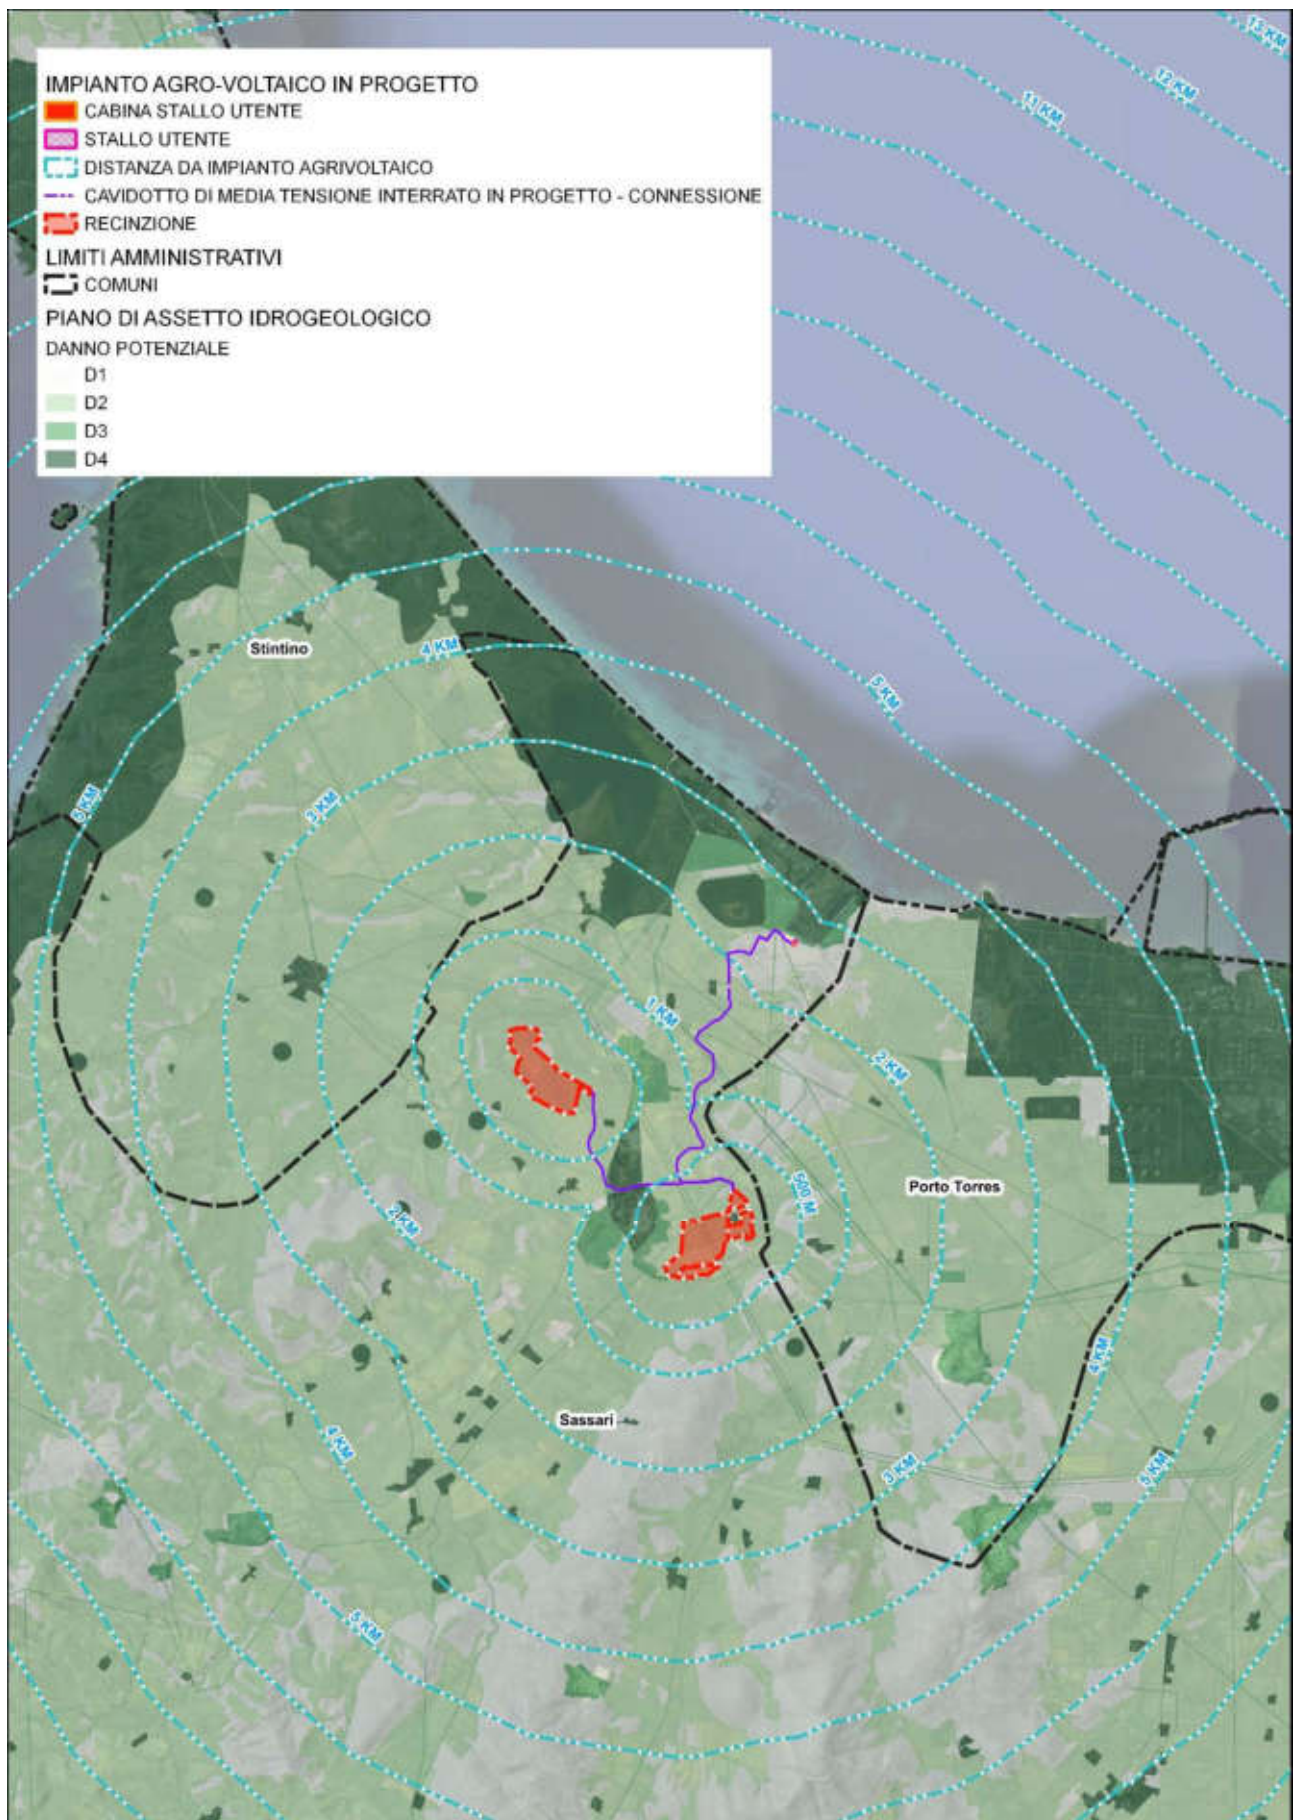 IMPIANTO AGRO-VOLTAICO IN PROGETTO
CABINA STALLO UTENTE
STALLO UTENTE
DISTANZA DA IMPIANTO AGRIVOLTAICO
CAVIDOTTO DI MEDIA TENSIONE INTERRATO IN PROGETTO - CONNESSIONE
RECINZIONE
LIMITI AMMINISTRATIVI
COMUNI
PIANO DI ASSETTO IDROGEOLOGICO
DANNO POTENZIALE
D1
D2
D3
D4
13 KM
12 KM
11 KM
Stintino
4 KM
5 KM
5 KM
3 KM
1 KM
2 KM
500 M
Porto Torres
2 KM
4 KM
Sassari
4 KM
3 KM
5 KM
5 KM